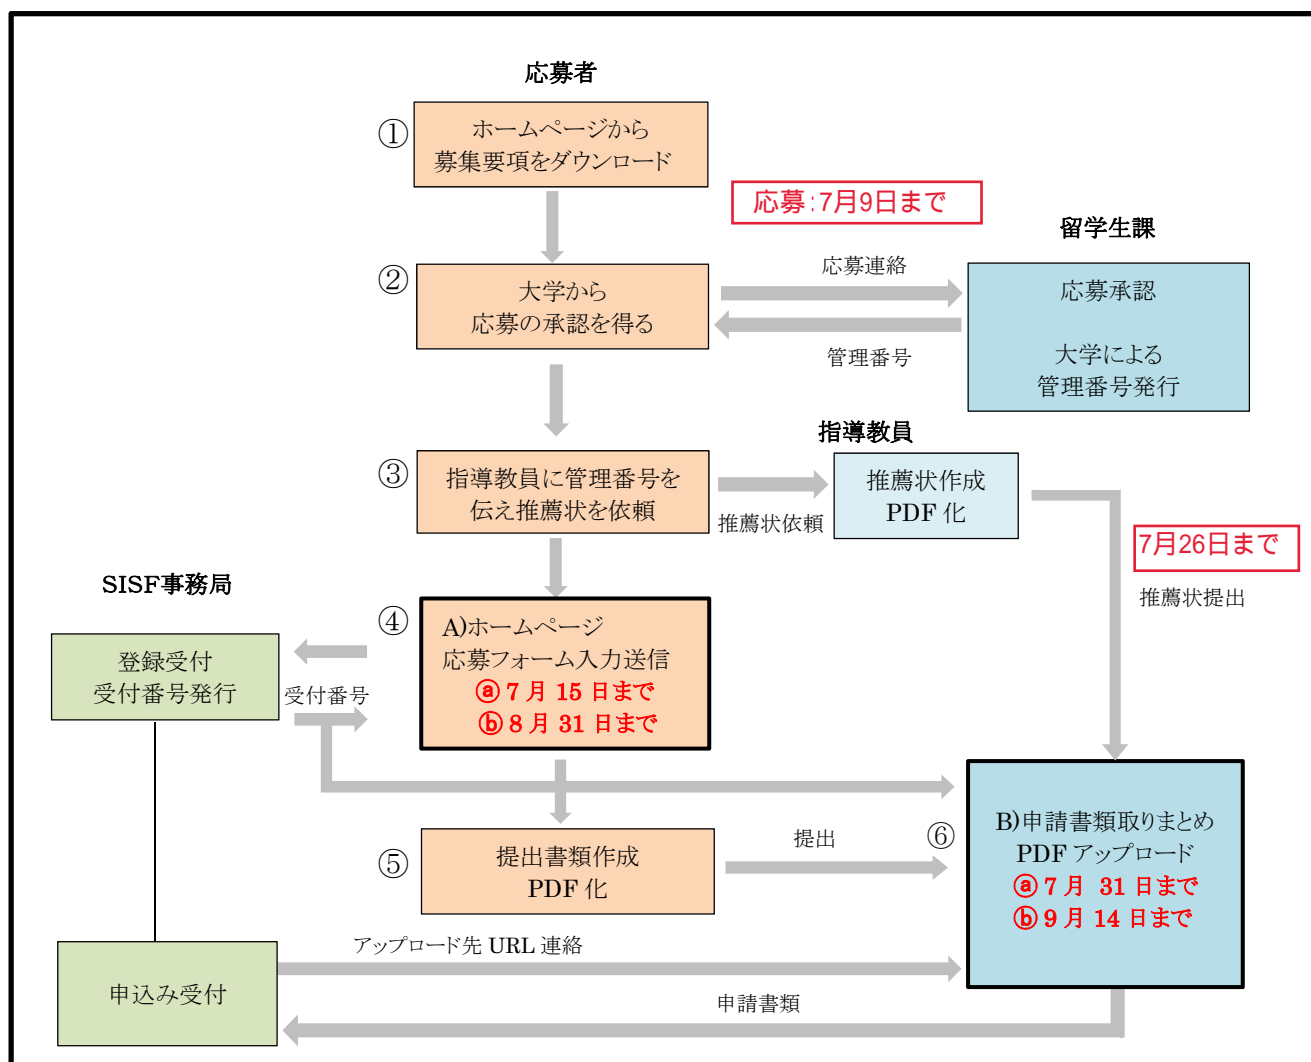 応募者
①
ホームページから
募集要項をダウンロード
応募:7月9日まで
留学生課
②
大学から
応募の承認を得る
応募連絡
管理番号
応募承認
大学による
管理番号発行
指導教員
③
指導教員に管理番号を
伝え推薦状を依頼
推薦状依頼
推薦状作成
PDF 化
7月26日まで
推薦状提出
SISF事務局
④
A)ホームページ
応募フォーム入力送信
ⓐ 7 月 15 日まで
ⓑ 8 月 31 日まで
登録受付
受付番号発行
受付番号
⑤
提出書類作成
PDF 化
提出
⑥
B)申請書類取りまとめ
PDF アップロード
ⓐ 7 月 31 日まで
ⓑ 9 月 14 日まで
アップロード先 URL 連絡
申込み受付
申請書類